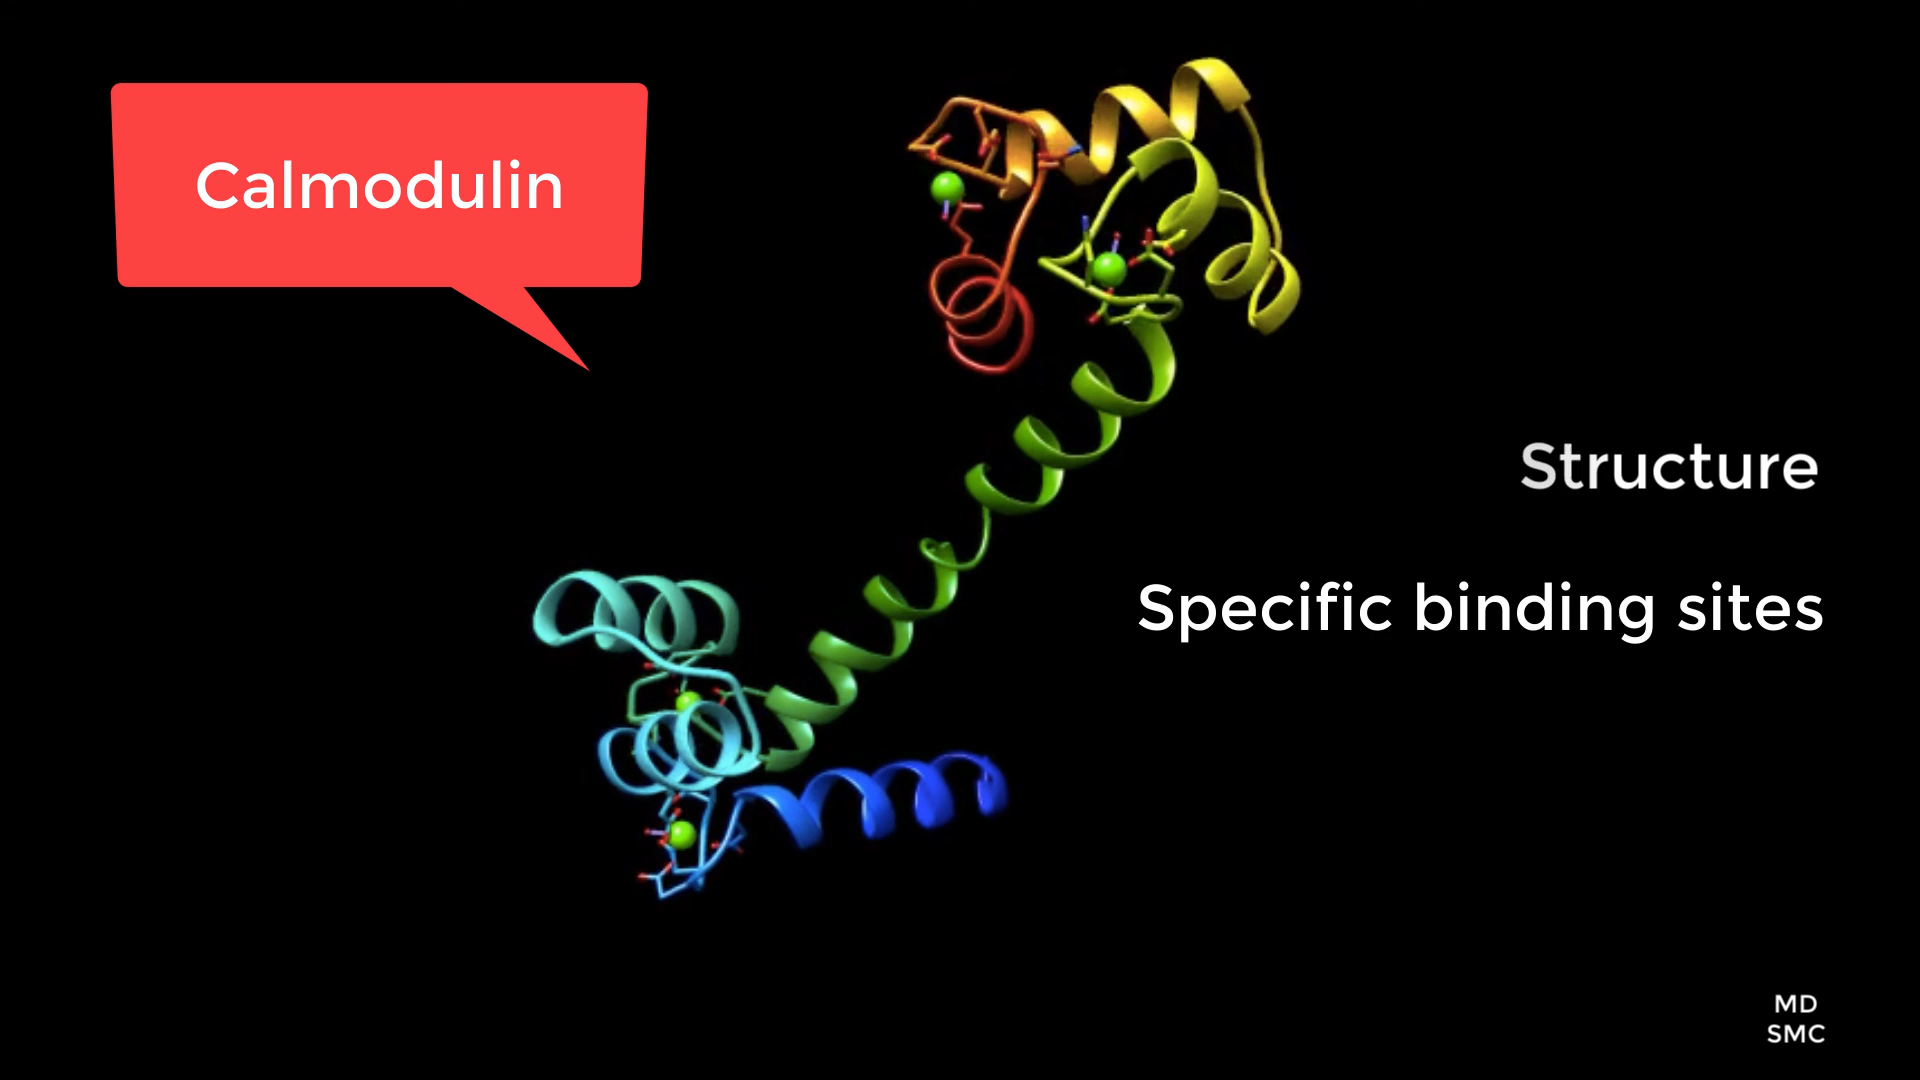 Calmodulin
Structure
Specific binding sites
MD
SMC